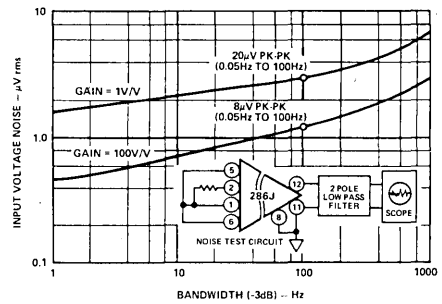 INPUT VOLTAGE NOISE – μV rms
10
1.0
0.1
20μV PK-PK
(0.05Hz TO 100Hz)
GAIN = 1V/V
8μV PK-PK
(0.05Hz TO 100Hz)
GAIN = 100V/V
5
2
1
6
286J
8
12
11
2 POLE
LOW PASS
FILTER
SCOPE
NOISE TEST CIRCUIT
1
10
100
1000
BANDWIDTH (-3dB) – Hz